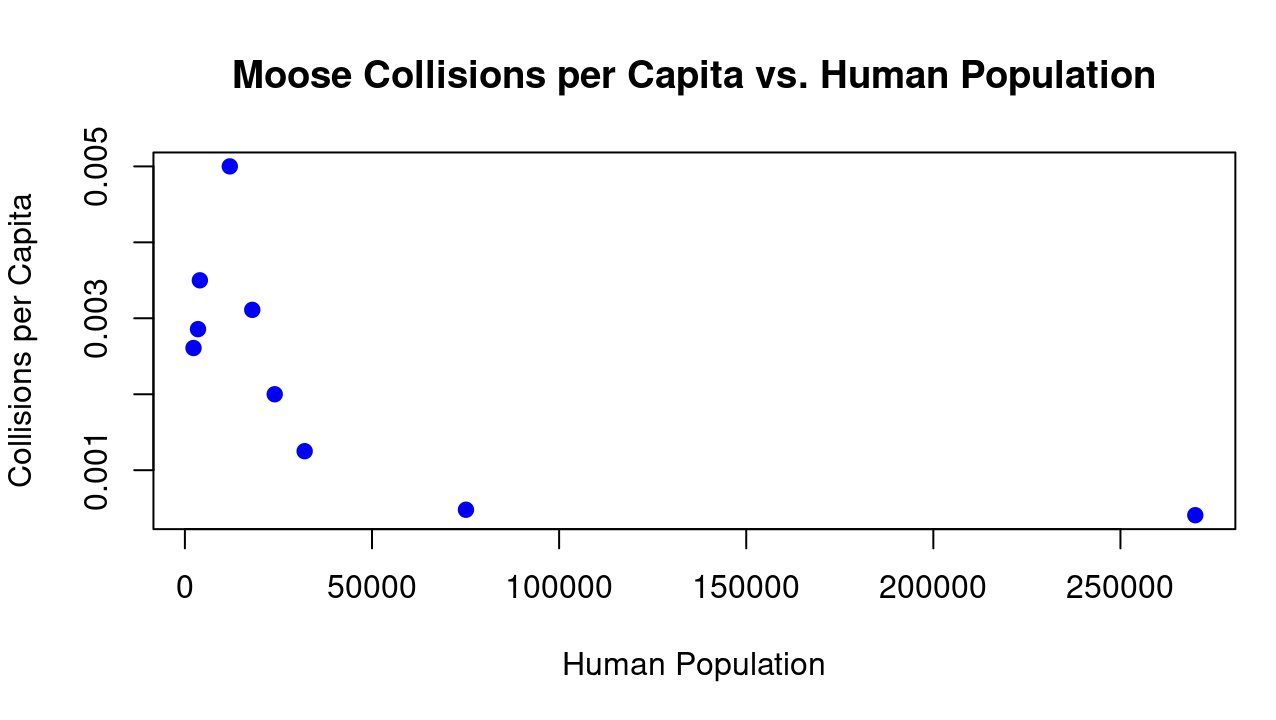 Moose Collisions per Capita vs. Human Population
Collisions per Capita
0.005
0.003
0.001
0 50000 100000 150000 200000 250000
Human Population